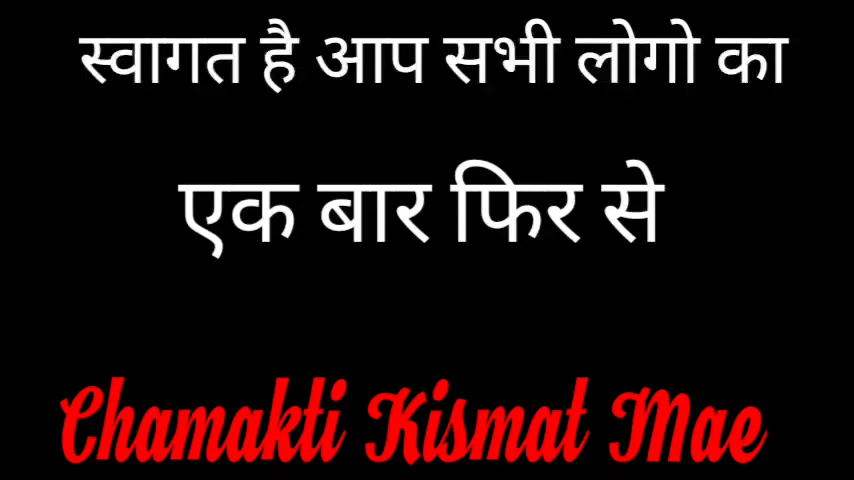 स्वागत है आप सभी लोगो का
एक बार फिर से
Chamakti Kismat Mae